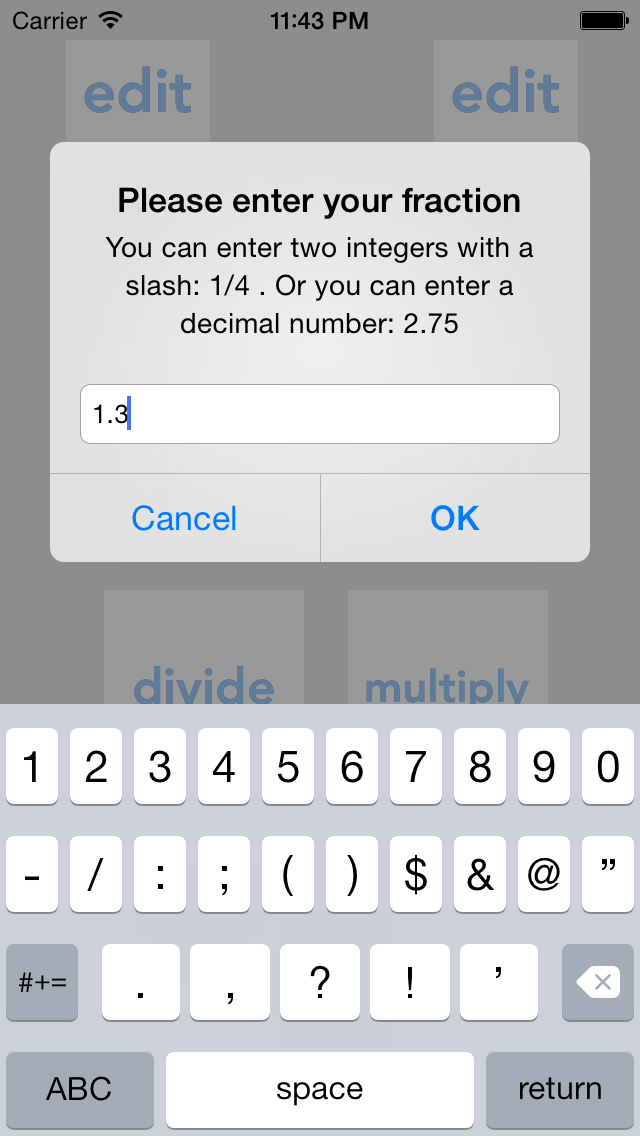 Carrier 11:43 PM
edit edit
Please enter your fraction
You can enter two integers with a
slash: 1/4 . Or you can enter a
decimal number: 2.75
1.3
Cancel OK
divide multiply
1 2 3 4 5 6 7 8 9 0
- / : ; ( ) $ & @ ”
#+= . , ? ! ’
ABC space return